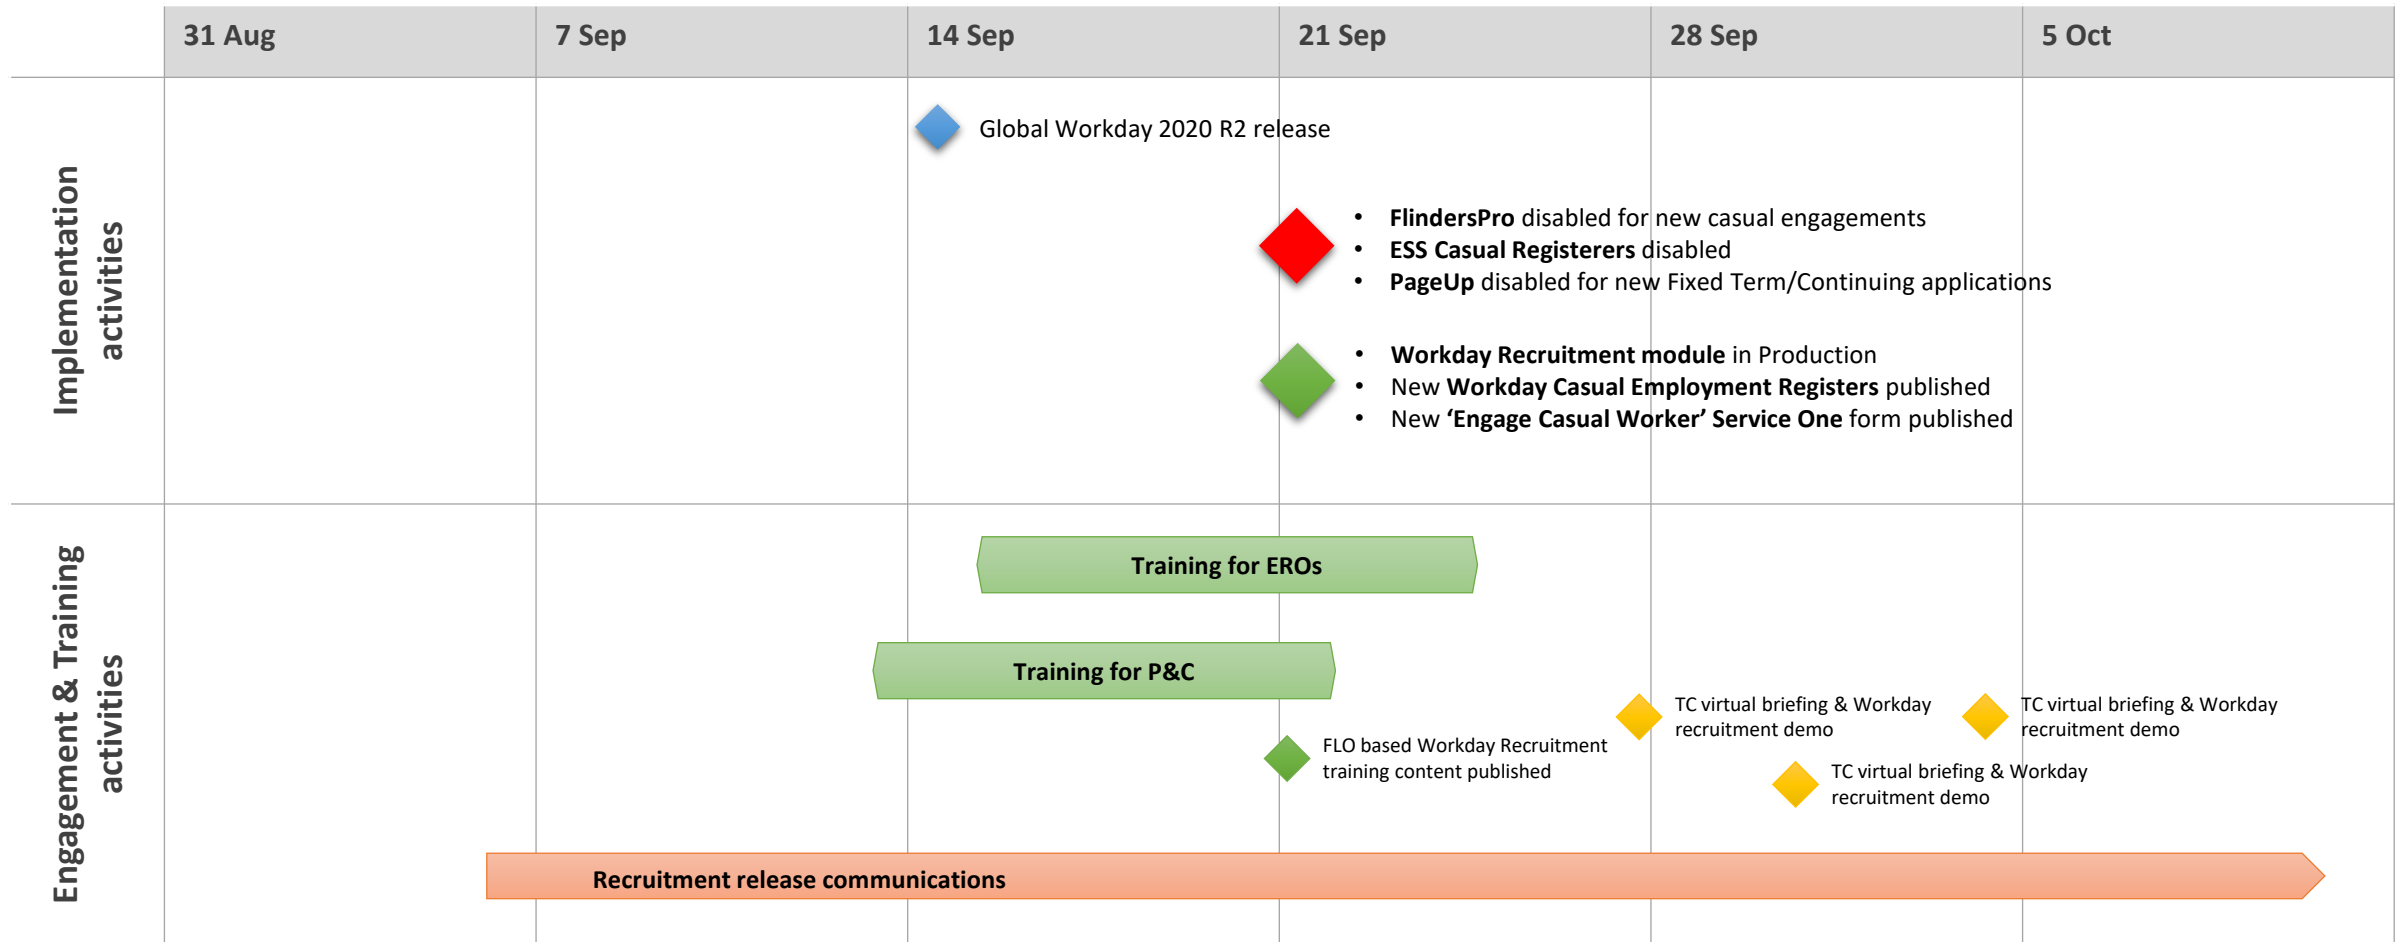 31 Aug
7 Sep
14 Sep
21 Sep
28 Sep
5 Oct
Implementation
activities
Global Workday 2020 R2 release
• FlindersPro disabled for new casual engagements
• ESS Casual Registerers disabled
• PageUp disabled for new Fixed Term/Continuing applications
• Workday Recruitment module in Production
• New Workday Casual Employment Registers published
• New ‘Engage Casual Worker’ Service One form published
Engagement & Training
activities
Training for EROs
Training for P&C
FLO based Workday Recruitment
training content published
TC virtual briefing & Workday
recruitment demo
TC virtual briefing & Workday
recruitment demo
TC virtual briefing & Workday
recruitment demo
Recruitment release communications